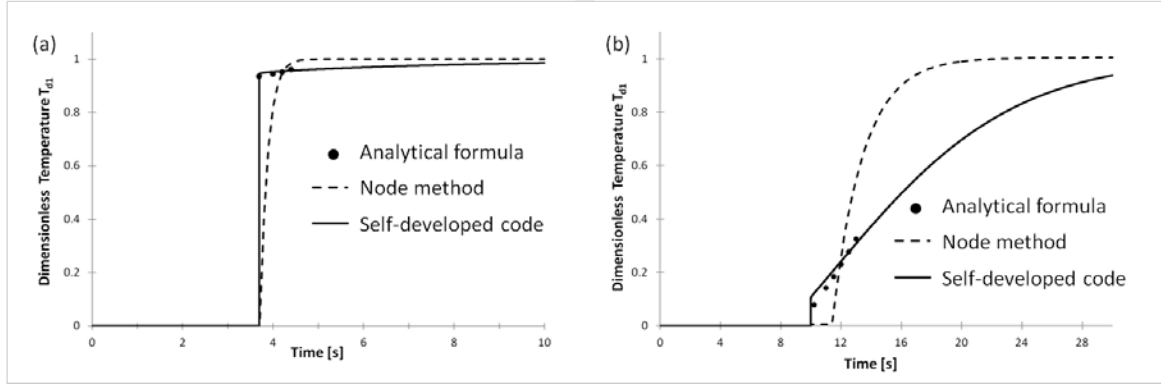 (a)
Dimensionless Temperature Td1
1
0.8
0.6
0.4
0.2
0
Analytical formula
Node method
Self-developed code
0 2 4 6 8 10
Time [s]
(b)
Dimensionless Temperature Td1
1
0.8
0.6
0.4
0.2
0
Analytical formula
Node method
Self-developed code
0 4 8 12 16 20 24 28
Time [s]